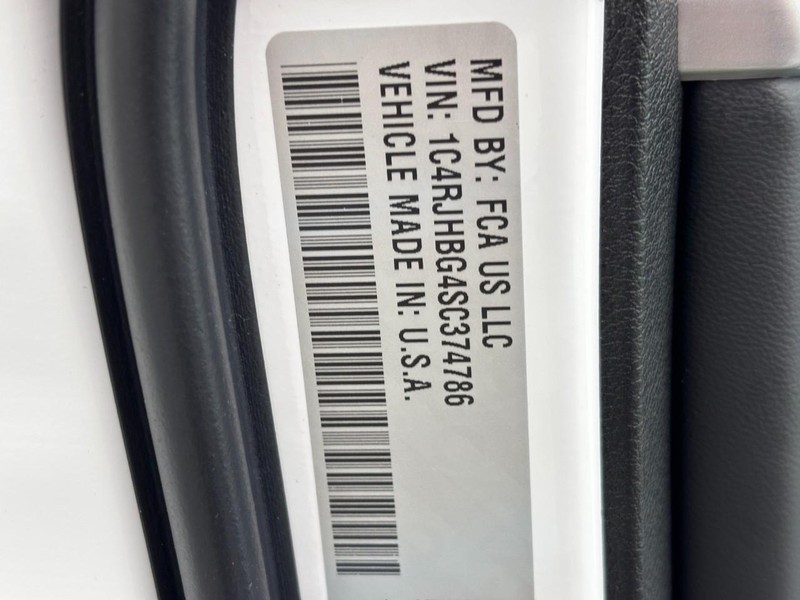 MFD BY: FCA US LLC
VIN: 1C4RJHBG4SC374786
VEHICLE MADE IN: U.S.A.